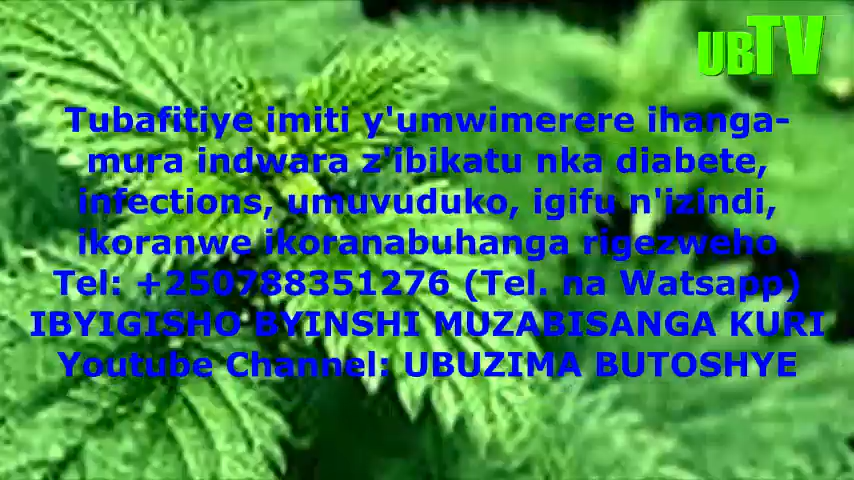 UBTV
Tubafitiye imiti y'umwimerere ihanga-
mura indwara z'ibikatu nka diabete,
infections, umuvuduko, igifu n'izindi,
ikoranwe ikoranabuhanga rigezweho
Tel: +250788351276 (Tel. na Watsapp)
IBYIGISHO BYINSHI MUZABISANGA KURI
Youtube Channel: UBUZIMA BUTOSHYE